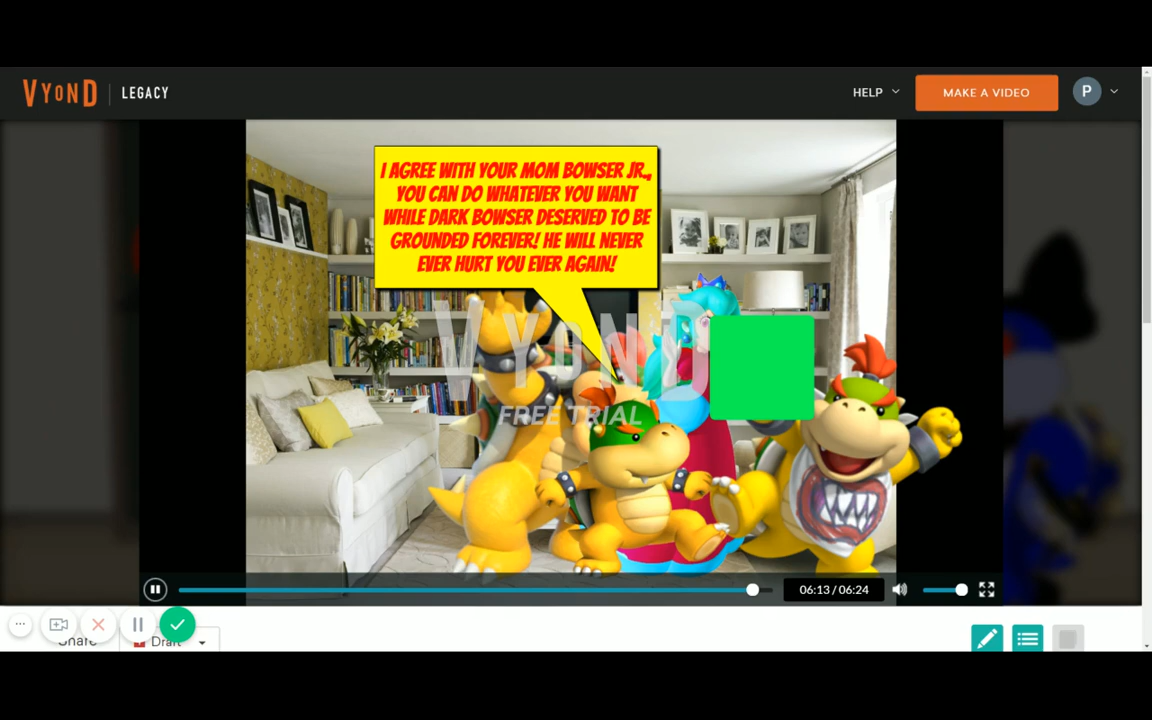 VYOND | LEGACY
HELP
MAKE A VIDEO
P
I AGREE WITH YOUR MOM BOWSER JR.,
YOU CAN DO WHATEVER YOU WANT
WHILE DARK BOWSER DESERVED TO BE
GROUNDED FOREVER! HE WILL NEVER
EVER HURT YOU EVER AGAIN!
VYOND
FREE TRIAL
06:13 / 06:24
Share
Draft